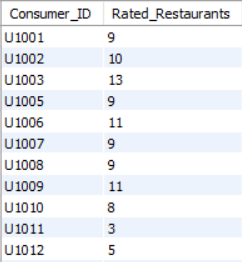 Consumer_ID Rated_Restaurants
U1001 9
U1002 10
U1003 13
U1005 9
U1006 11
U1007 9
U1008 9
U1009 11
U1010 8
U1011 3
U1012 5